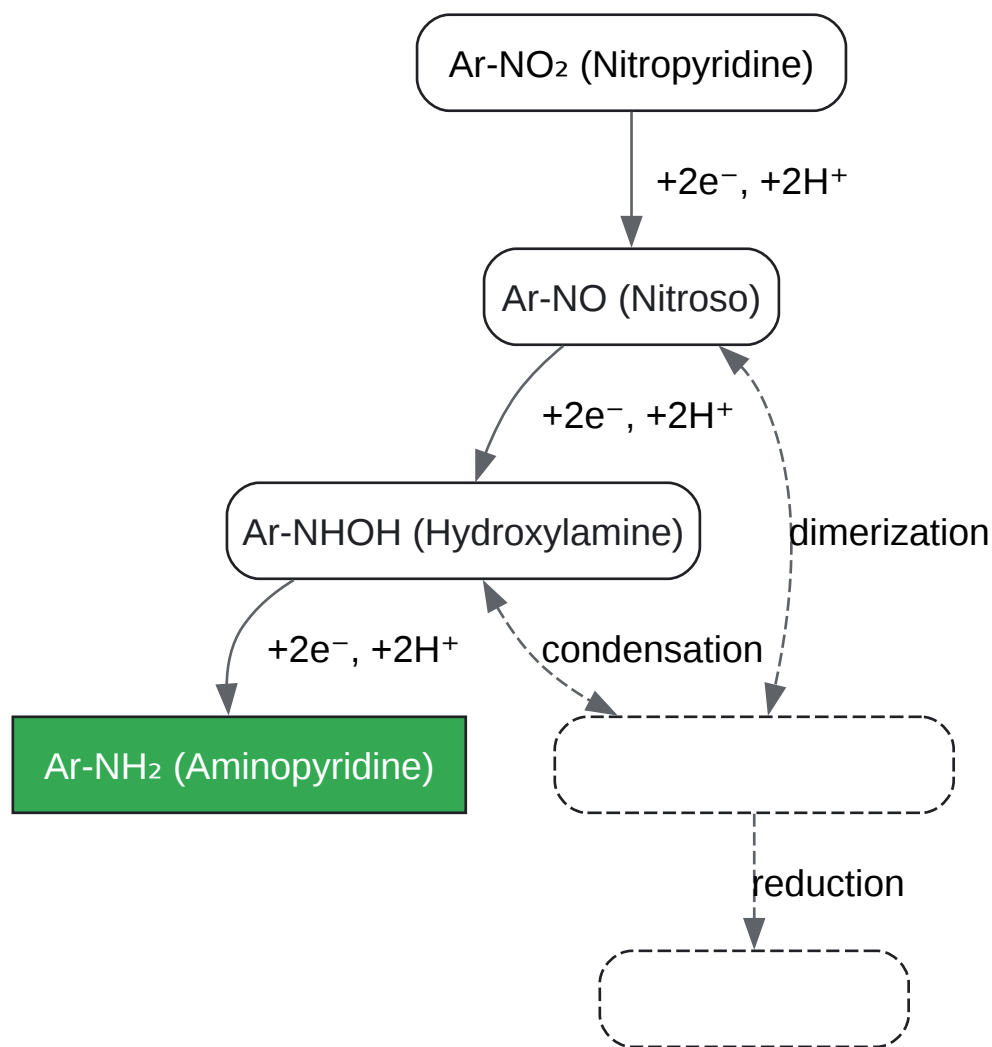 Ar-NO₂ (Nitropyridine)
+2e⁻, +2H⁺
Ar-NO (Nitroso)
+2e⁻, +2H⁺
Ar-NHOH (Hydroxylamine)
dimerization
+2e⁻, +2H⁺
condensation
Ar-NH₂ (Aminopyridine)
reduction